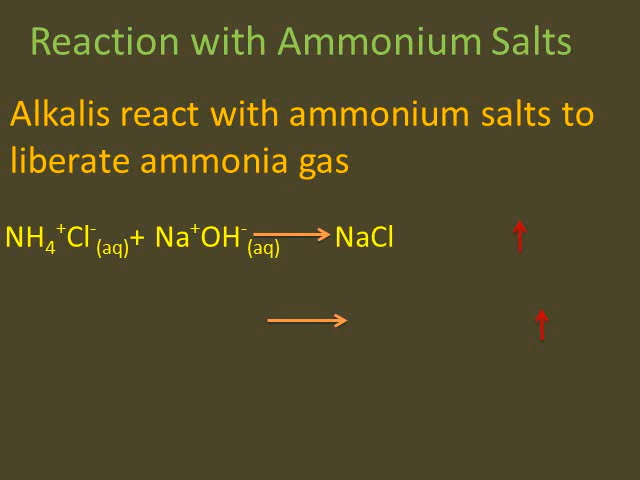 Reaction with Ammonium Salts
Alkalis react with ammonium salts to
liberate ammonia gas
NH₄⁺Cl⁻(aq)+ Na⁺OH⁻(aq) → NaCl ↑
→ ↑